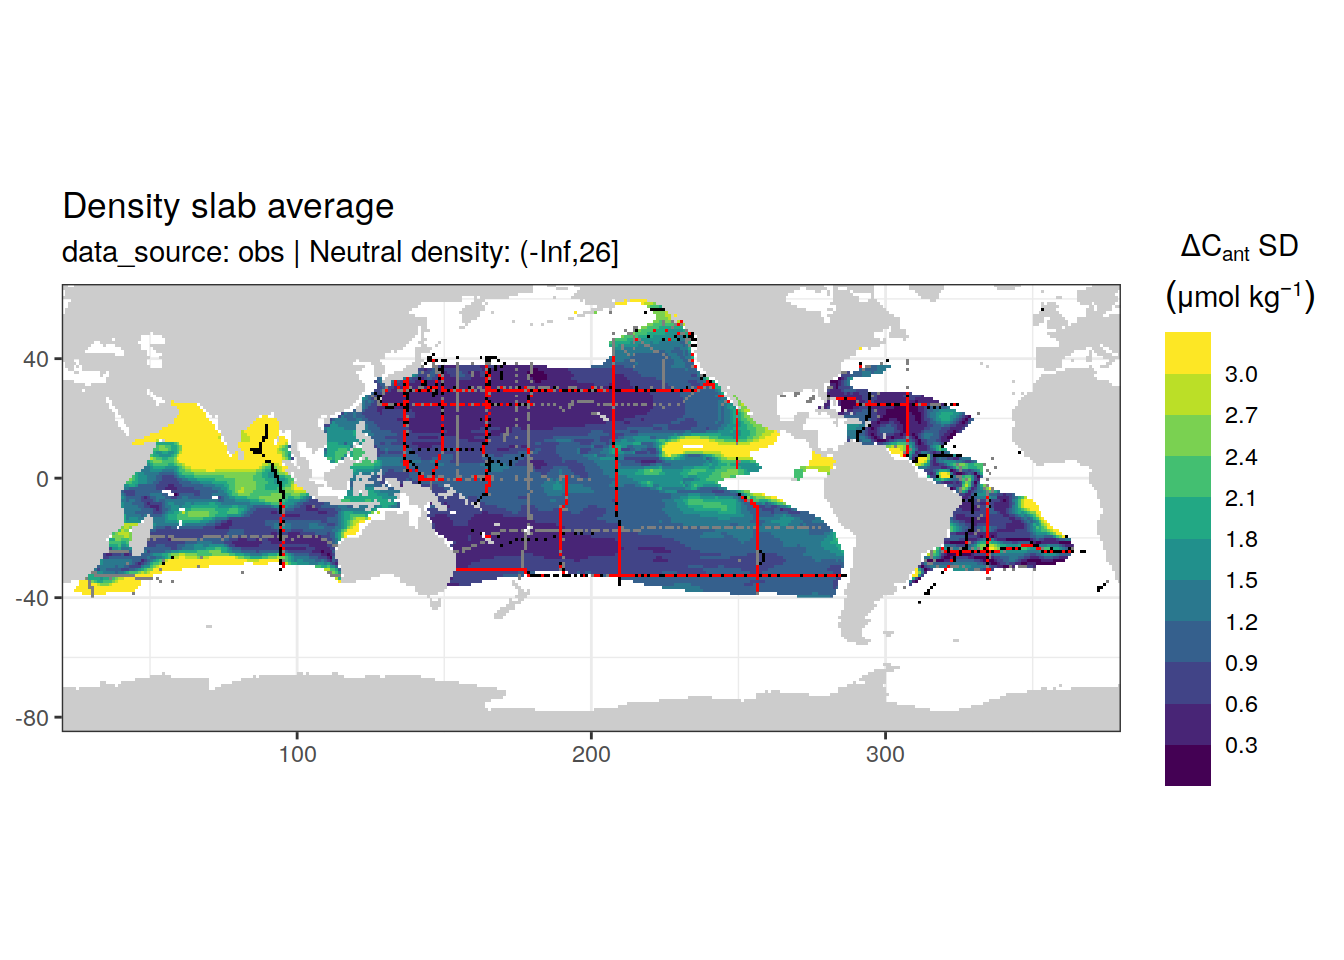 Density slab average
data_source: obs | Neutral density: (-Inf,26]
ΔCant SD
(μmol kg⁻¹)
3.0
2.7
2.4
2.1
1.8
1.5
1.2
0.9
0.6
0.3
40
0
-40
-80
100 200 300